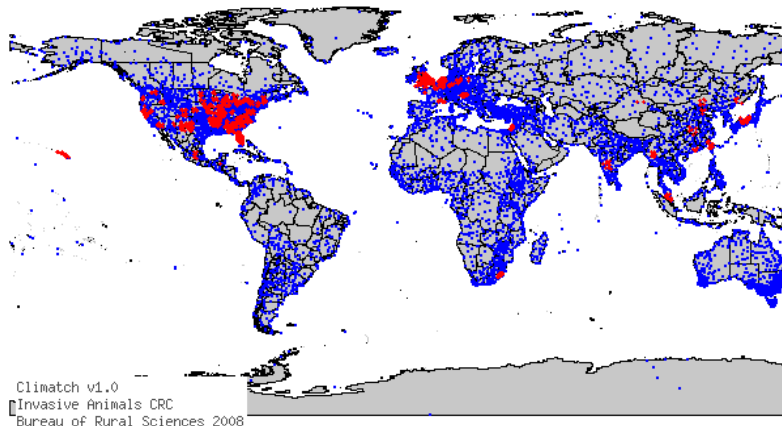 Climatch v1.0
Invasive Animals CRC
Bureau of Rural Sciences 2008